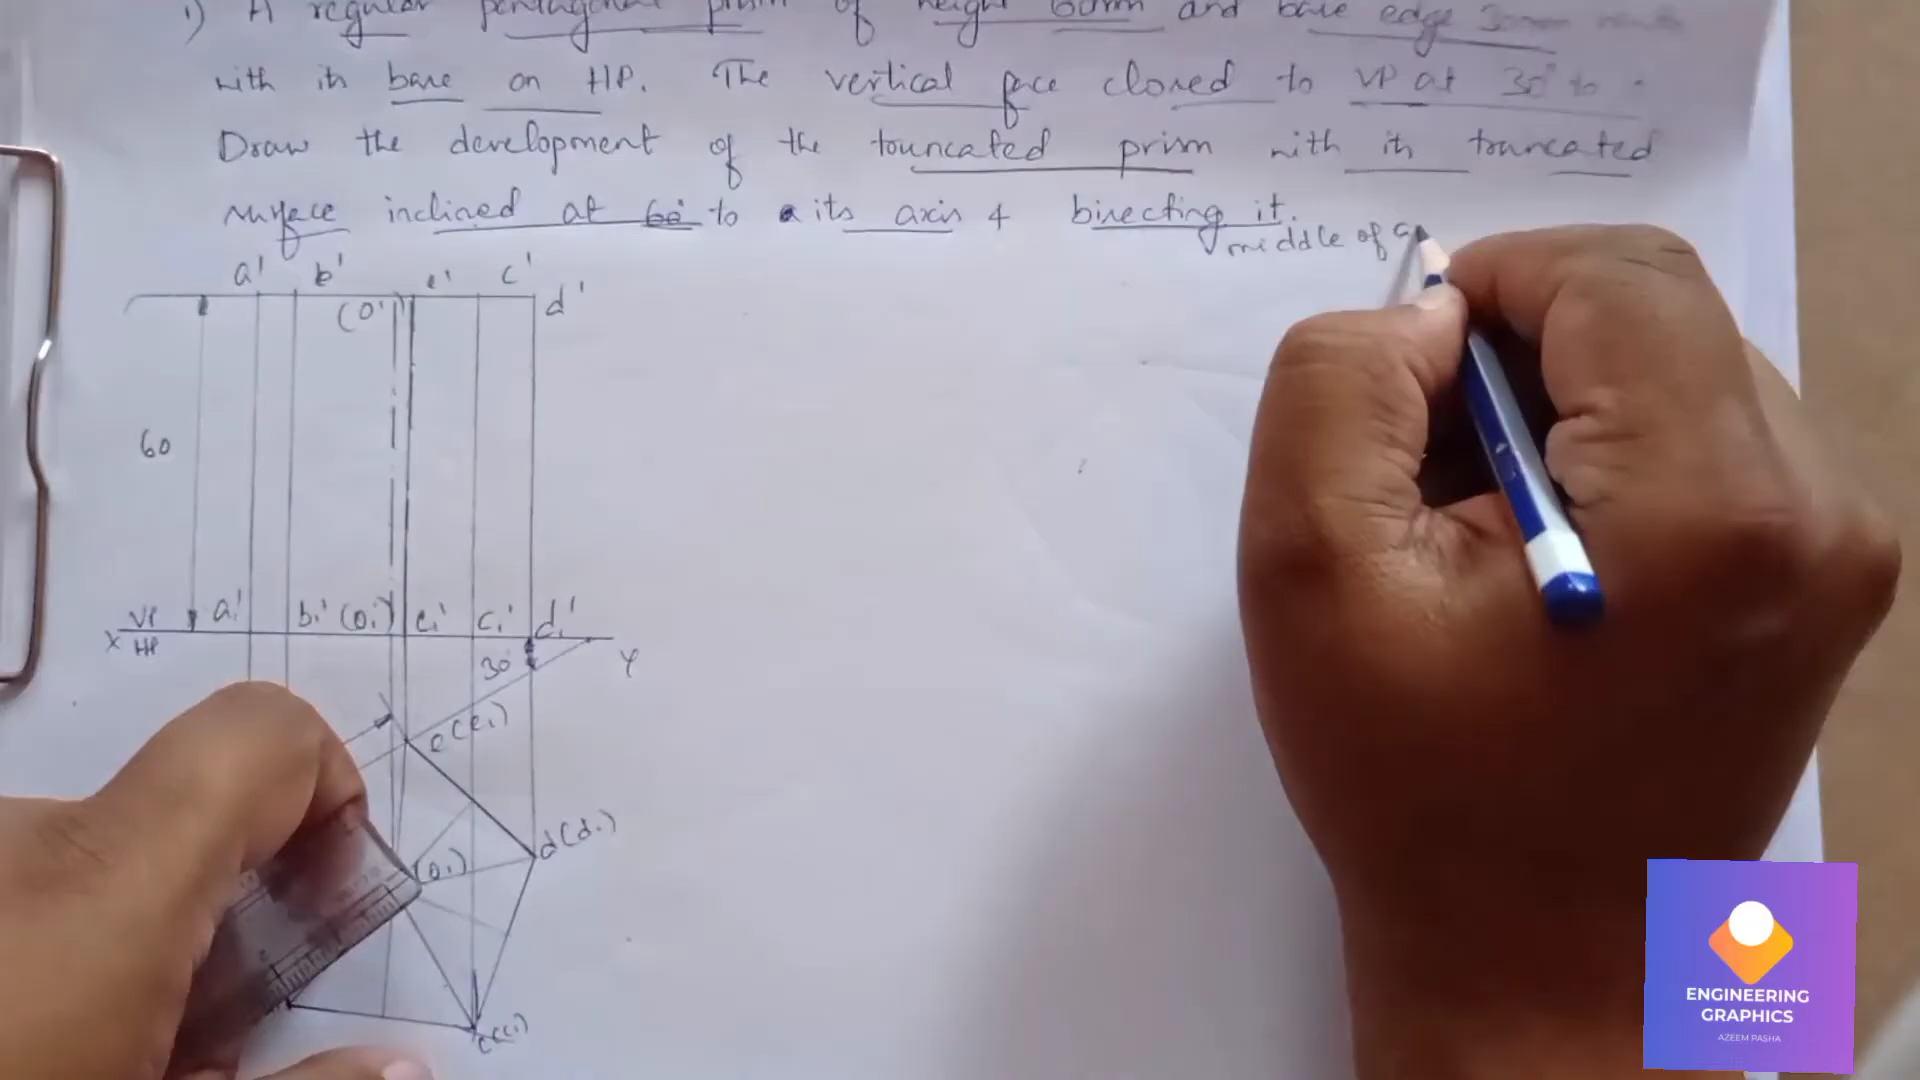 1) A regular pentagonal prism of height 60mm and base edge 30mm
with its base on HP. The vertical face closed to VP at 30° to
Draw the development of the truncated prism with its truncated
surface inclined at 60° to its axis & bisecting it.
middle of a
a' b' e' c'
(o') d'
60
VP a' b₁' (o₁') e₁' c₁' d₁'
X HP 30 Y
e(e₁)
d(d₁)
(o₁)
c(c₁)
ENGINEERING
GRAPHICS
AZEEM PASHA